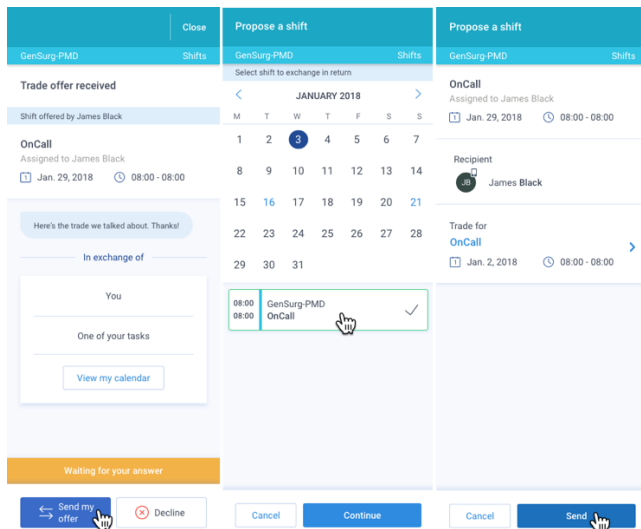 Close
GenSurg-PMD Shifts
Trade offer received
Shift offered by James Black
OnCall
Assigned to James Black
1 Jan. 29, 2018 08:00 - 08:00
Here's the trade we talked about. Thanks!
In exchange of
You
One of your tasks
View my calendar
Waiting for your answer
Send my
offer
Decline
Propose a shift
GenSurg-PMD Shifts
Select shift to exchange in return
< JANUARY 2018 >
M T W T F S S
1 2 3 4 5 6 7
8 9 10 11 12 13 14
15 16 17 18 19 20 21
22 23 24 25 26 27 28
29 30 31
08:00 GenSurg-PMD
08:00 OnCall
Cancel Continue
Propose a shift
GenSurg-PMD Shifts
OnCall
Assigned to James Black
1 Jan. 29, 2018 08:00 - 08:00
Recipient
JB James Black
Trade for
OnCall
1 Jan. 2, 2018 08:00 - 08:00
Cancel Send